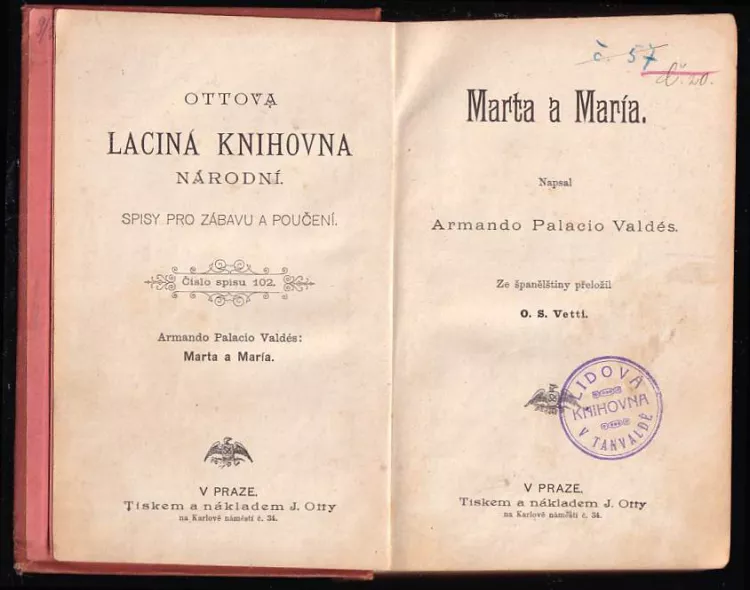 OTTOVA
LACINÁ KNIHOVNA
NÁRODNÍ.
SPISY PRO ZÁBAVU A POUČENÍ.
Číslo spisu 102.
Armando Palacio Valdés:
Marta a María.
V PRAZE.
Tiskem a nákladem J. Otty
na Karlově náměstí č. 34.
č. 57
Č. 20.
Marta a María.
Napsal
Armando Palacio Valdés.
Ze španělštiny přeložil
O. S. Vetti.
LIDOVÁ
KNIHOVNA
V TANVALDĚ
V PRAZE.
Tiskem a nákladem J. Otty
na Karlově náměstí č. 34.